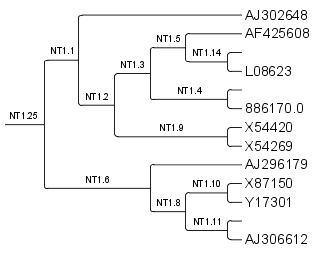 AJ302648
NT1.1
NT1.5
AF425608
NT1.14
NT1.3
L08623
NT1.2
NT1.4
886170.0
NT1.25
NT1.9
X54420
X54269
AJ296179
NT1.6
NT1.10
X87150
NT1.8
Y17301
NT1.11
AJ306612